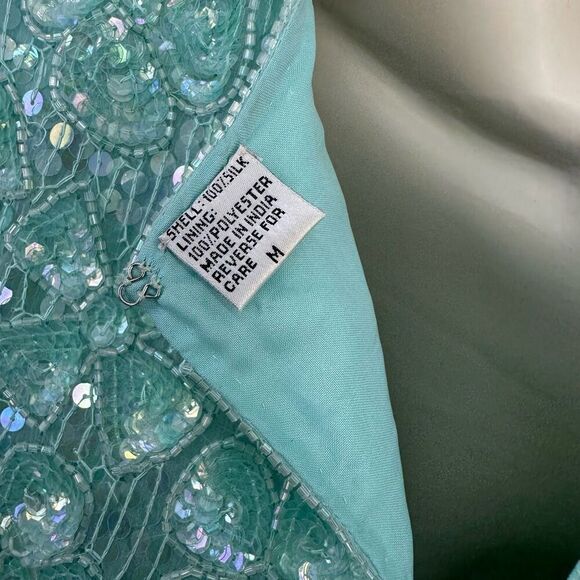 SHELL: 100% SILK
LINING:
100% POLYESTER
MADE IN INDIA
REVERSE FOR
CARE M